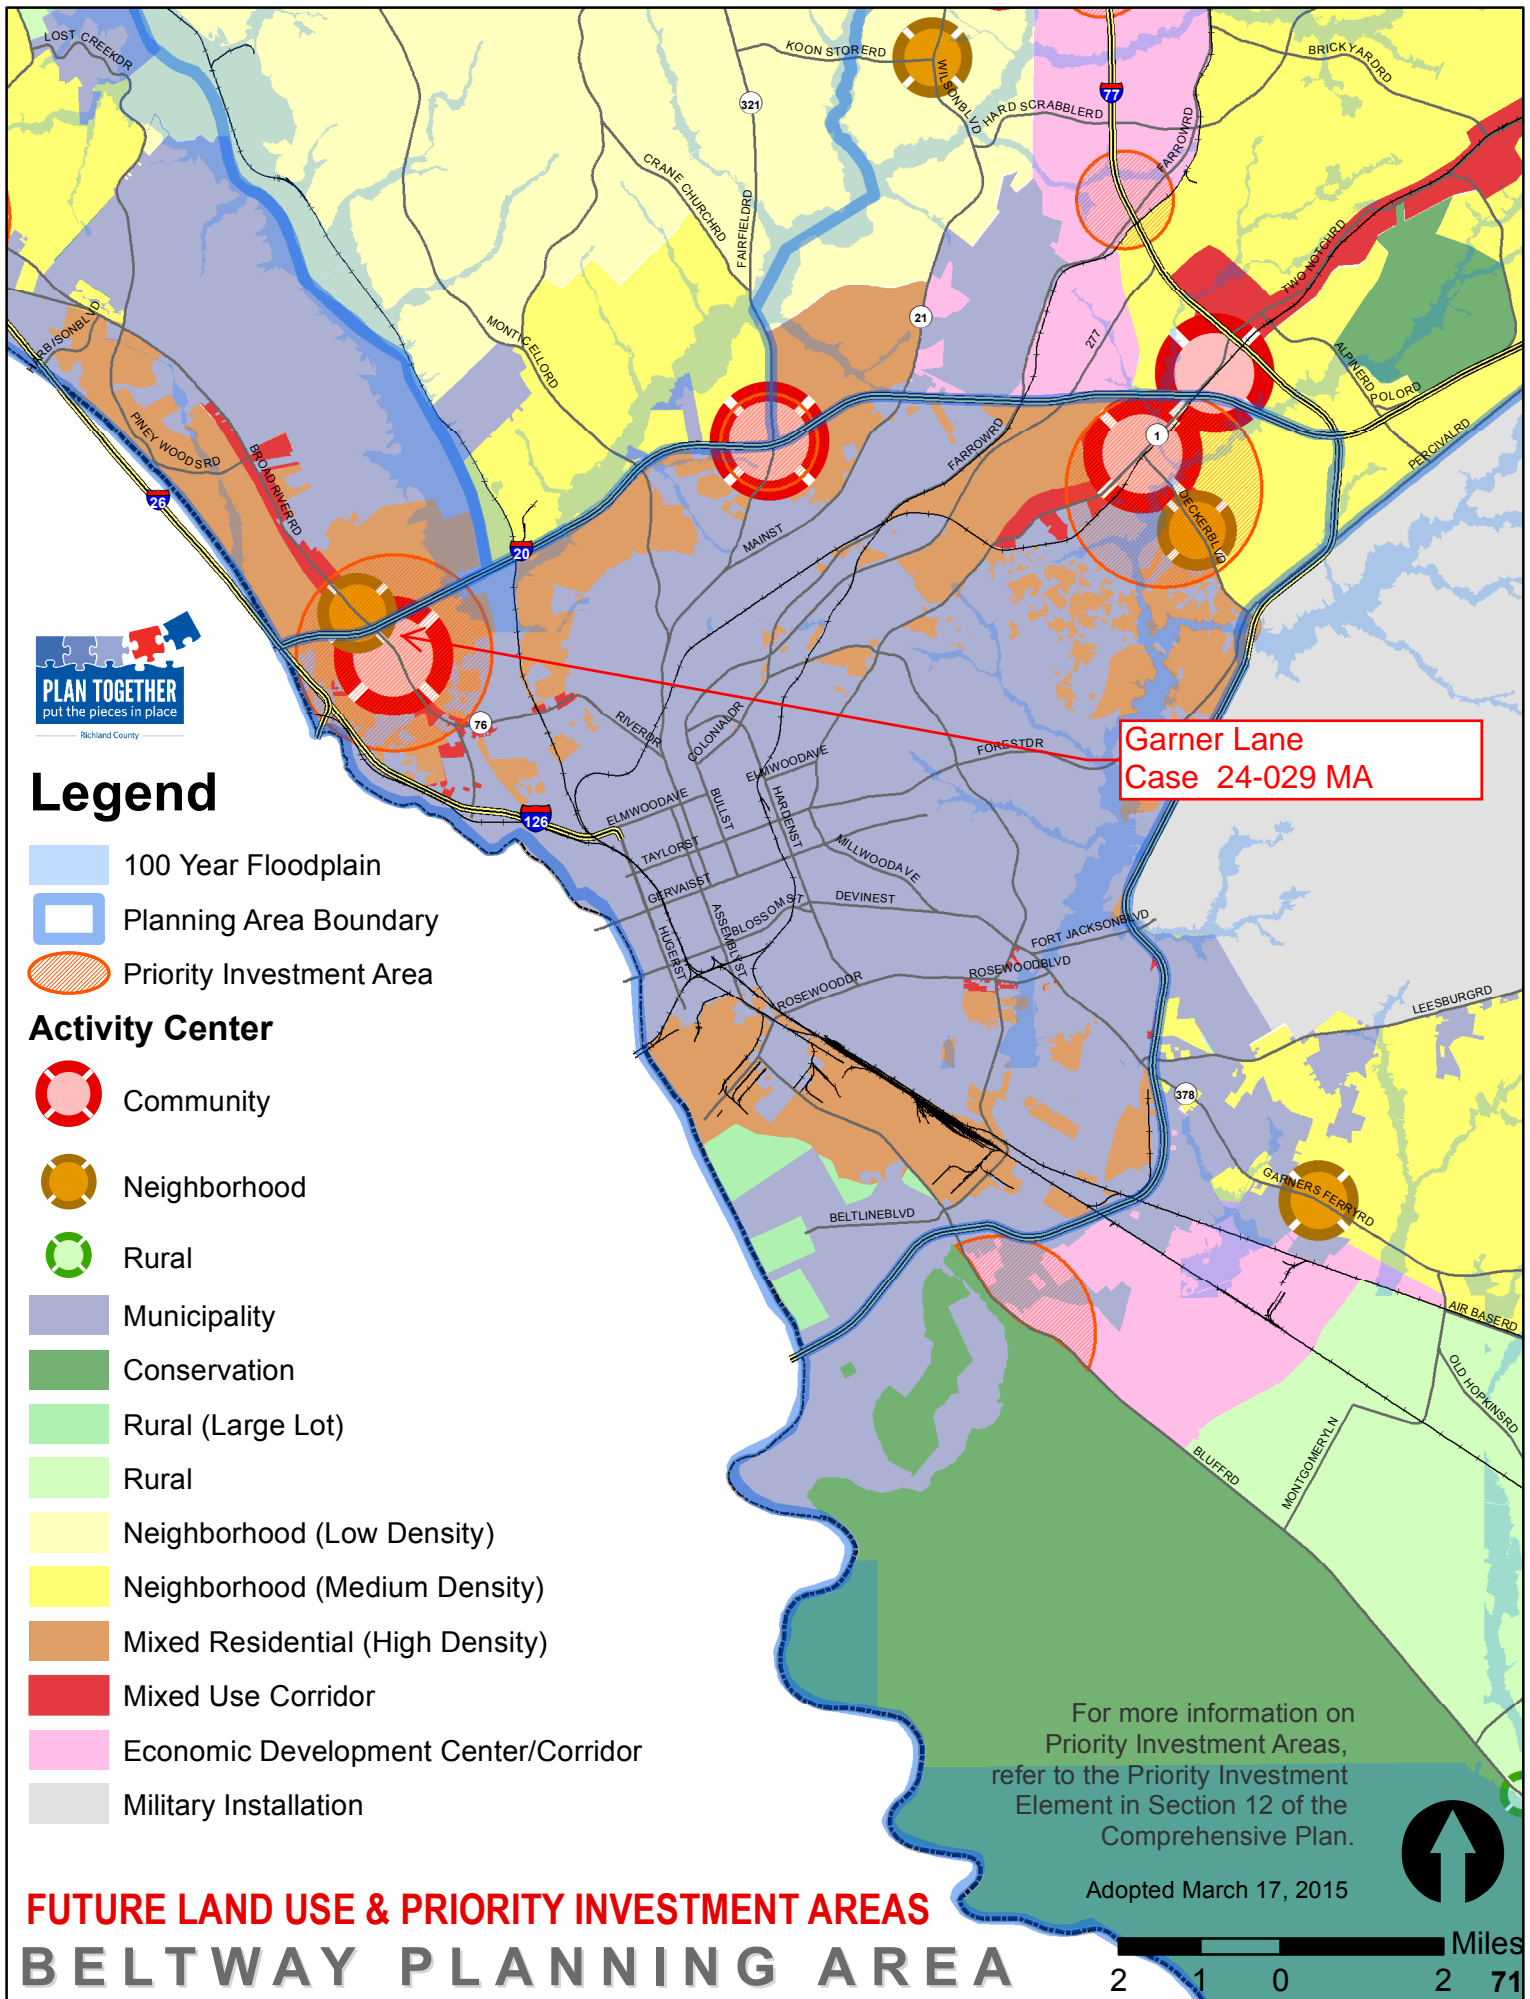 LOST CREEKDR
KOON STORERD
WILSONBLVD
BRICKYARDRD
321
77
HARD SCRABBLERD
FARROWRD
CRANE CHURCHRD
FAIRFIELDRD
TWO NOTCHRD
HARBISONBLVD
MONTICELLORD
21
277
ALPINERD
POLORD
PINEY WOODSRD
BROAD RIVERRD
FARROWRD
1
PERCIVALRD
26
20
MAINST
DECKERBLVD
PLAN TOGETHER
put the pieces in place
Richland County
76
RIVERDR
COLONIALDR
ELMWOODAVE
FORESTDR
Garner Lane
Case 24-029 MA
126
ELMWOODAVE
BULLST
HARDENST
TAYLORST
MILLWOODAVE
GERVAISST
DEVINEST
BLOSSOMST
ASSEMBLYST
HUGERST
FORT JACKSONBLVD
ROSEWOODBLVD
ROSEWOODDR
LEESBURGRD
378
GARNERS FERRYRD
BELTLINEBLVD
AIR BASERD
OLD HOPKINSRD
MONTGOMERYLN
BLUFFRD
Legend
100 Year Floodplain
Planning Area Boundary
Priority Investment Area
Activity Center
Community
Neighborhood
Rural
Municipality
Conservation
Rural (Large Lot)
Rural
Neighborhood (Low Density)
Neighborhood (Medium Density)
Mixed Residential (High Density)
Mixed Use Corridor
Economic Development Center/Corridor
Military Installation
For more information on
Priority Investment Areas,
refer to the Priority Investment
Element in Section 12 of the
Comprehensive Plan.
Adopted March 17, 2015
FUTURE LAND USE & PRIORITY INVESTMENT AREAS
BELTWAY PLANNING AREA
Miles
2 1 0 2
71